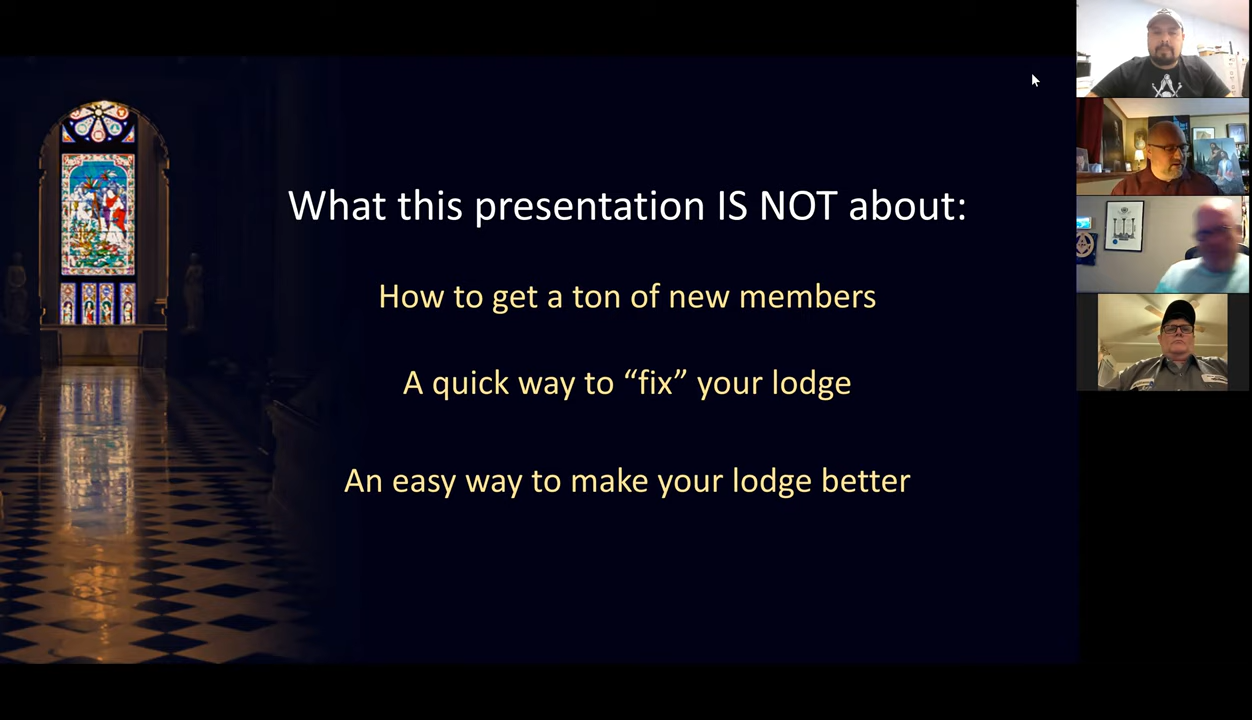 What this presentation IS NOT about:
How to get a ton of new members
A quick way to “fix” your lodge
An easy way to make your lodge better